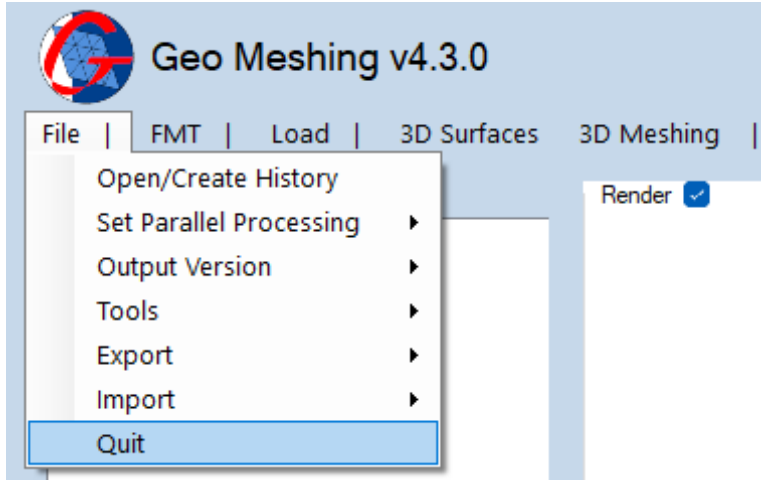 Geo Meshing v4.3.0
File | FMT | Load | 3D Surfaces 3D Meshing |
Open/Create History
Render
Set Parallel Processing
Output Version
Tools
Export
Import
Quit